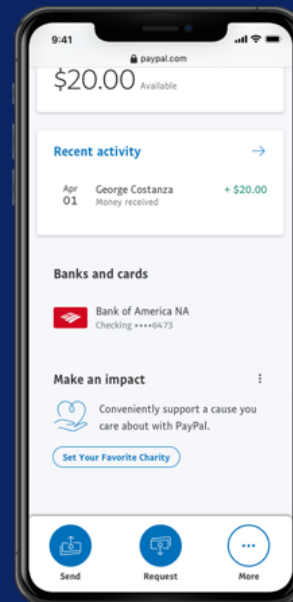 9:41
paypal.com
$20.00 Available
Recent activity
Apr 01 George Costanza + $20.00
Money received
Banks and cards
Bank of America NA
Checking ••••6473
Make an impact
Conveniently support a cause you
care about with PayPal.
Set Your Favorite Charity
Send Request More